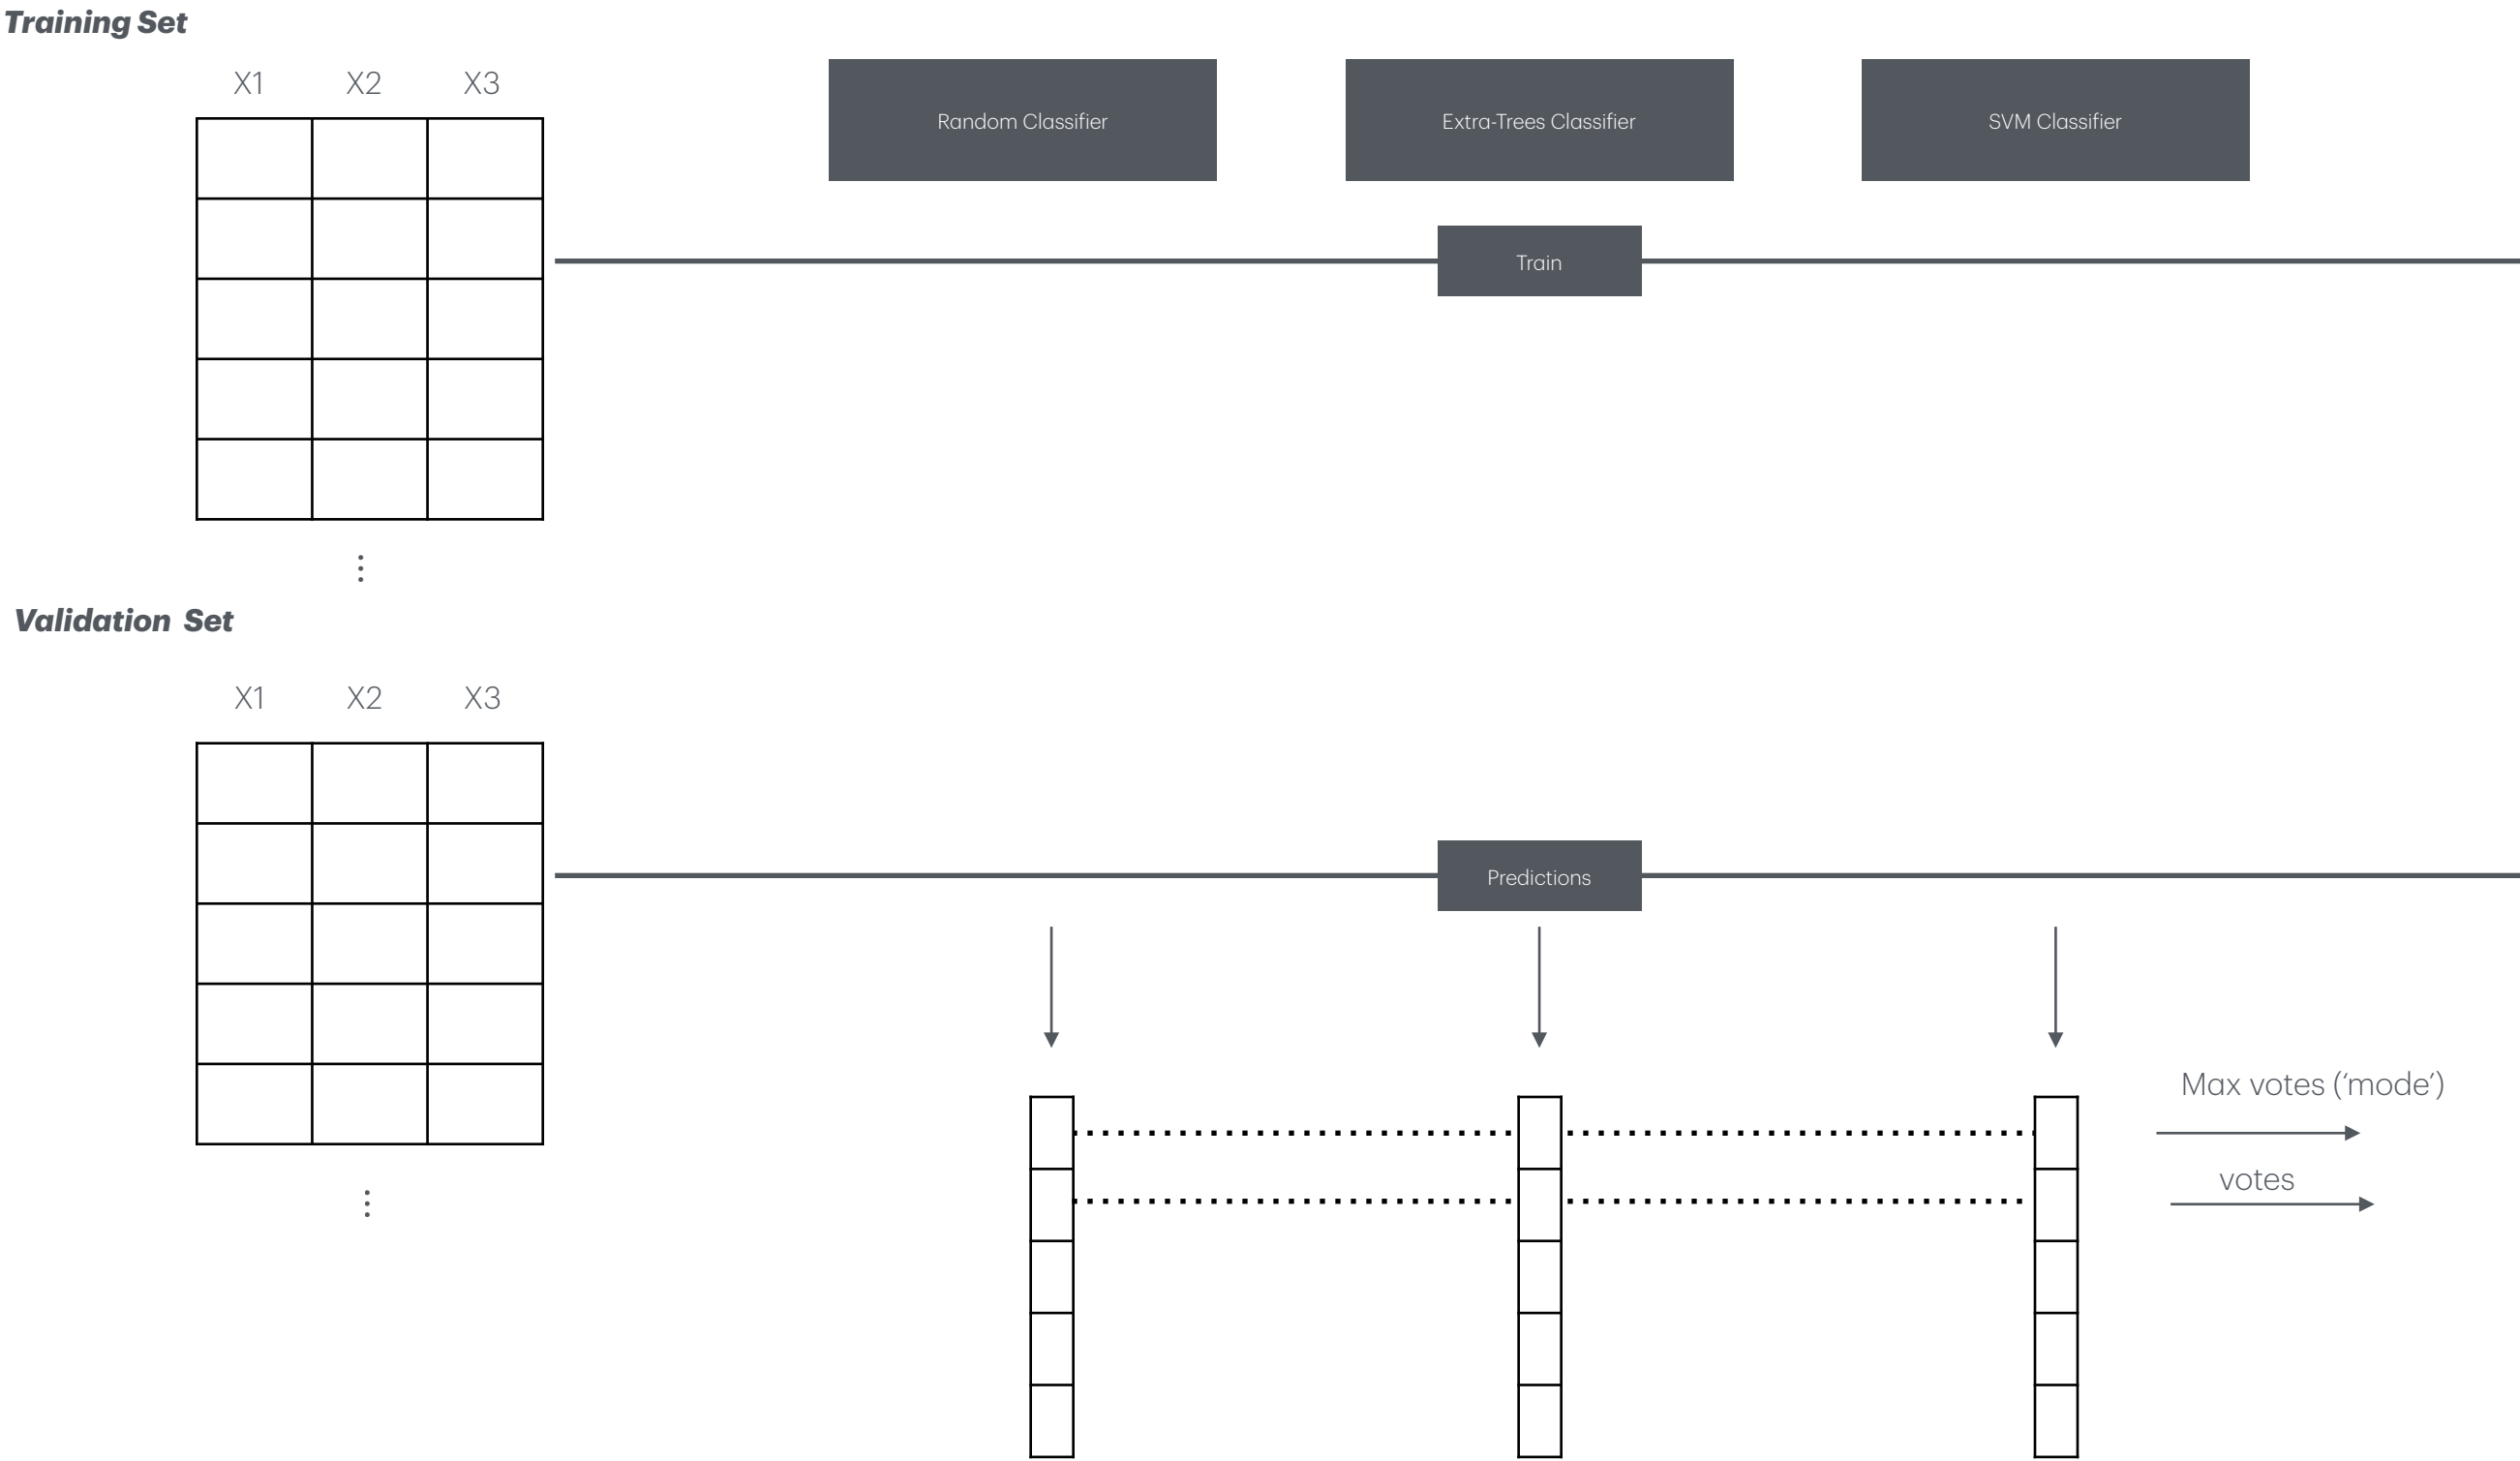 Training Set
X1 X2 X3
Random Classifier
Extra-Trees Classifier
SVM Classifier
Train
Validation Set
X1 X2 X3
Predictions
Max votes (‘mode’)
votes